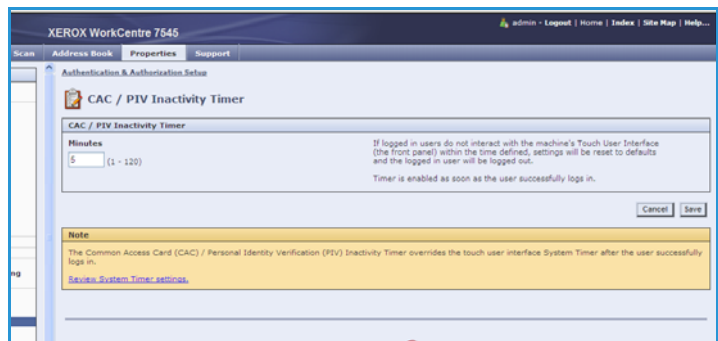 admin - Logout | Home | Index | Site Map | Help...
XEROX WorkCentre 7545
Scan Address Book Properties Support
Authentication & Authorization Setup
CAC / PIV Inactivity Timer
CAC / PIV Inactivity Timer
Minutes
5 (1 - 120)
If logged in users do not interact with the machine's Touch User Interface
(the front panel) within the time defined, settings will be reset to defaults
and the logged in user will be logged out.
Timer is enabled as soon as the user successfully logs in.
Cancel Save
Note
The Common Access Card (CAC) / Personal Identity Verification (PIV) Inactivity Timer overrides the touch user interface System Timer after the user successfully
logs in.
ng
Review System Timer settings.